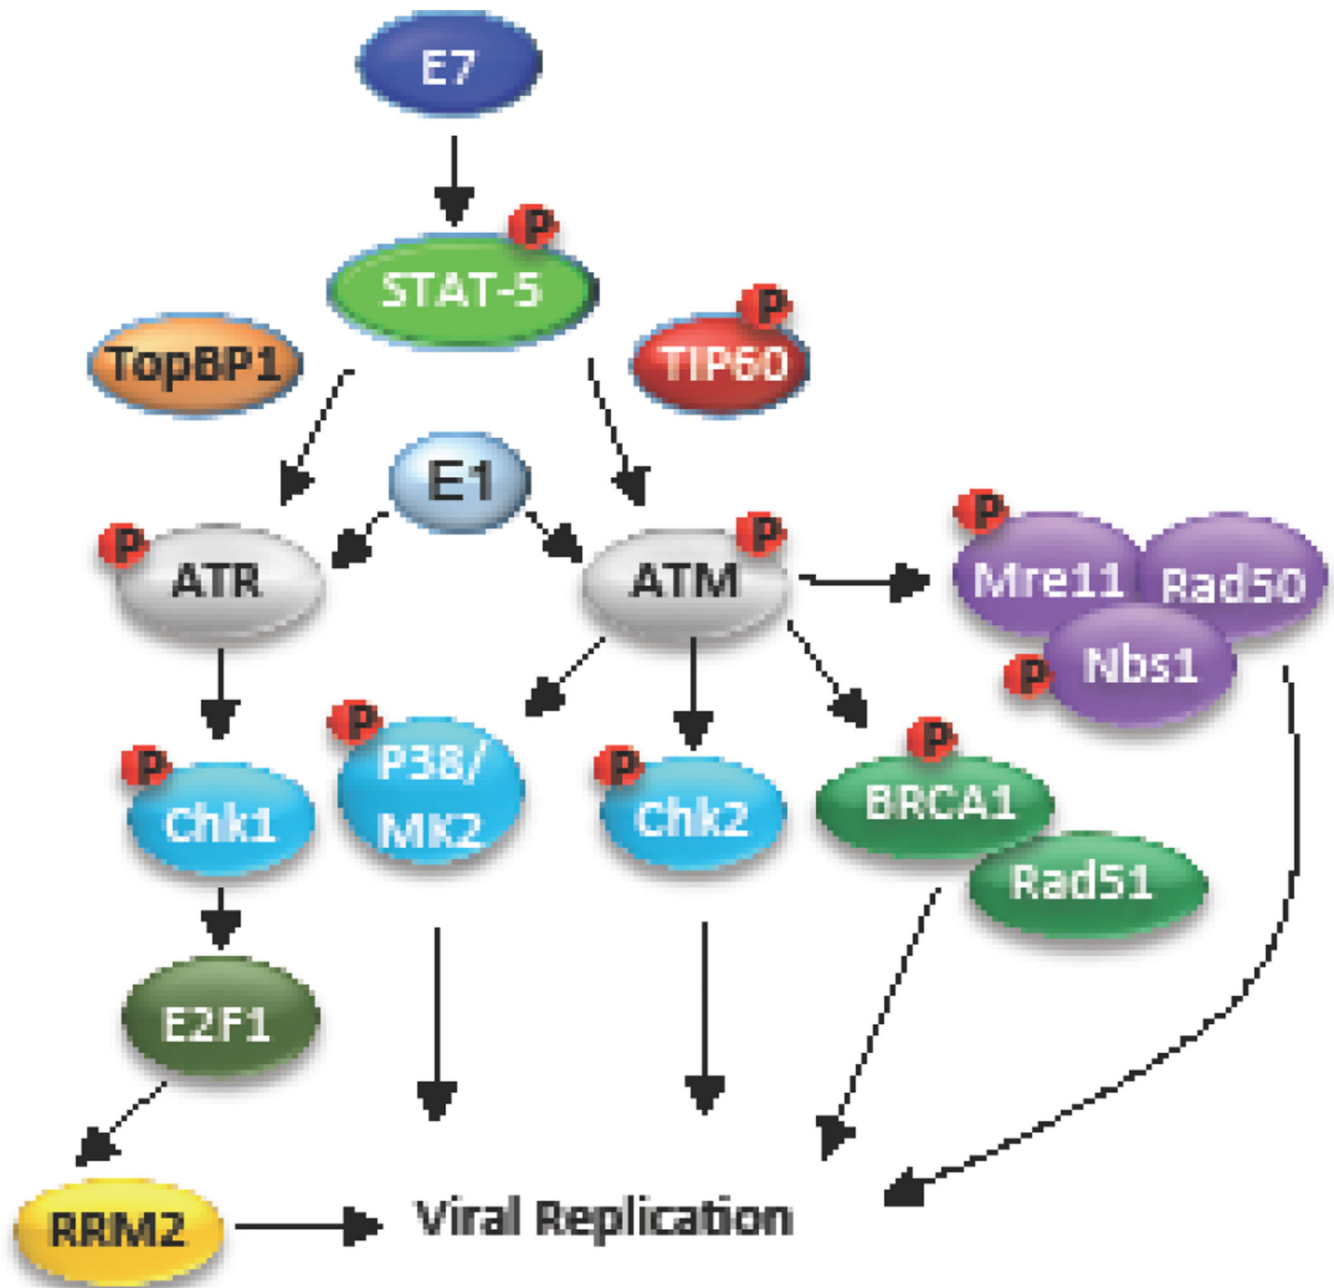 E7
P
STAT-5
P
TopBP1
TIP60
E1
P
ATR
P
ATM
P
Mre11
Rad50
P
Nbs1
P
Chk1
P
P38/
MK2
P
Chk2
P
BRCA1
Rad51
E2F1
RRM2
Viral Replication